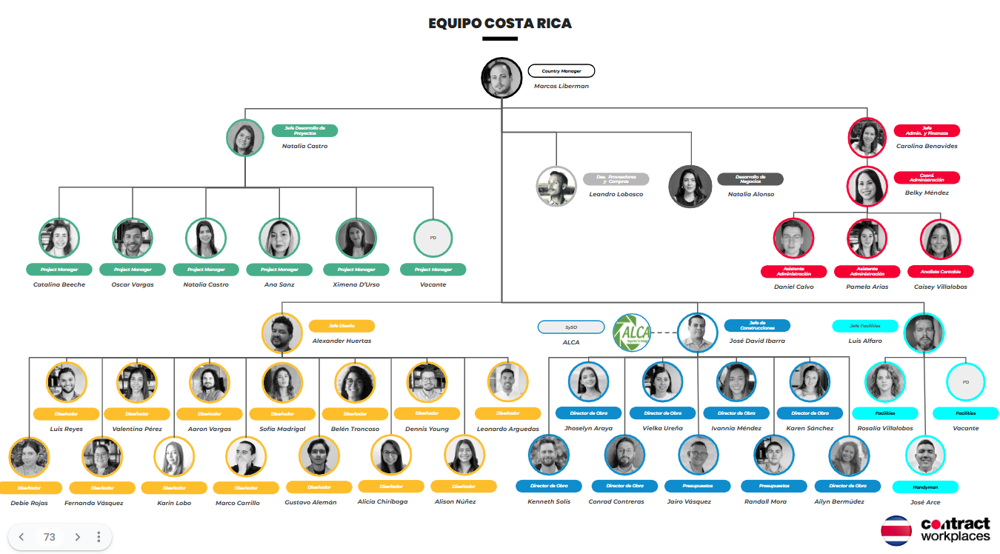 EQUIPO COSTA RICA
Country Manager
Marcos Liberman
Jefe Desarrollo de
Proyectos
Natalia Castro
Jefe
Admin. y Finanzas
Carolina Benavides
Des. Proveedores
y Compras
Leandro Lobosco
Desarrollo de
Negocios
Natalia Alonso
Coord.
Administración
Belky Méndez
PD
Project Manager
Catalina Beeche
Project Manager
Oscar Vargas
Project Manager
Natalia Castro
Project Manager
Ana Sanz
Project Manager
Ximena D'Urso
Project Manager
Vacante
Asistente
Administración
Daniel Calvo
Asistente
Administración
Pamela Arias
Analista Contable
Caisey Villalobos
Jefe Diseño
Alexander Huertas
SySO
ALCA
ALCA
Jefe de
Construcciones
José David Ibarra
Jefe Facilities
Luis Alfaro
PD
Diseñador
Luis Reyes
Diseñador
Valentina Pérez
Diseñador
Aaron Vargas
Diseñador
Sofía Madrigal
Diseñador
Belén Troncoso
Diseñador
Dennis Young
Diseñador
Leonardo Arguedas
Director de Obra
Jhoselyn Araya
Director de Obra
Vielka Ureña
Director de Obra
Ivannia Méndez
Director de Obra
Karen Sánchez
Facilities
Rosalía Villalobos
Facilities
Vacante
Diseñador
Debie Rojas
Diseñador
Fernanda Vásquez
Diseñador
Karin Lobo
Diseñador
Marco Carrillo
Diseñador
Gustavo Alemán
Diseñador
Alicia Chiriboga
Diseñador
Alison Núñez
Director de Obra
Kenneth Solís
Director de Obra
Conrad Contreras
Presupuestos
Jairo Vásquez
Presupuestos
Randall Mora
Director de Obra
Ailyn Bermúdez
Handyman
José Arce
73
contract
workplaces